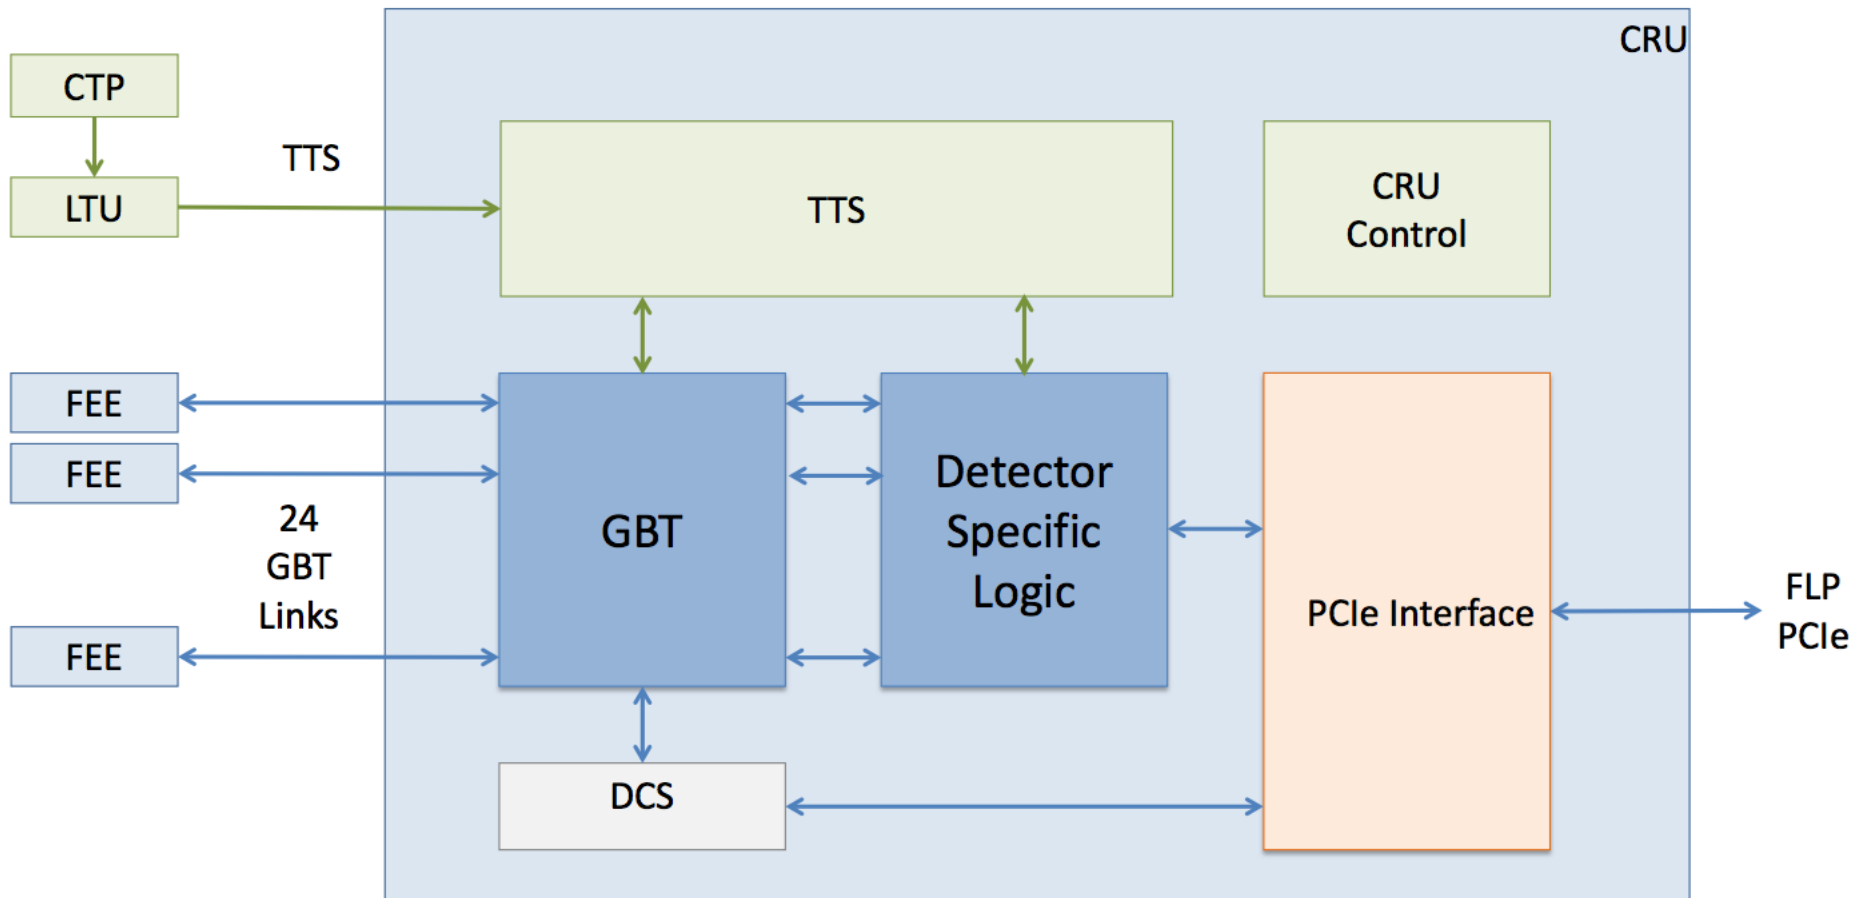 CRU
CTP
TTS
LTU
TTS
CRU
Control
FEE
FEE
24
GBT
Links
FEE
GBT
Detector
Specific
Logic
PCIe Interface
FLP
PCIe
DCS